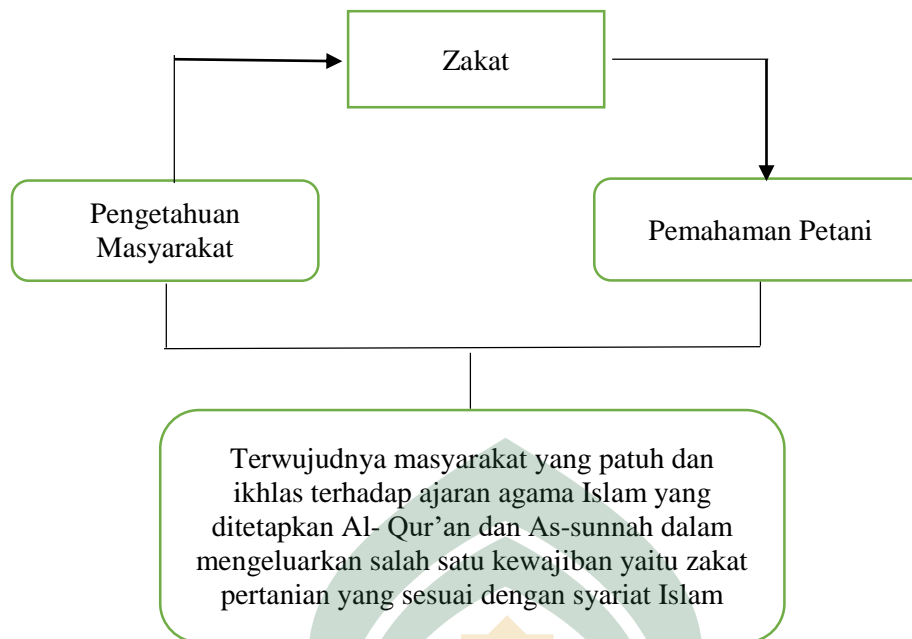 Zakat
Pengetahuan
Masyarakat
Pemahaman Petani
Terwujudnya masyarakat yang patuh dan
ikhlas terhadap ajaran agama Islam yang
ditetapkan Al- Qur’an dan As-sunnah dalam
mengeluarkan salah satu kewajiban yaitu zakat
pertanian yang sesuai dengan syariat Islam